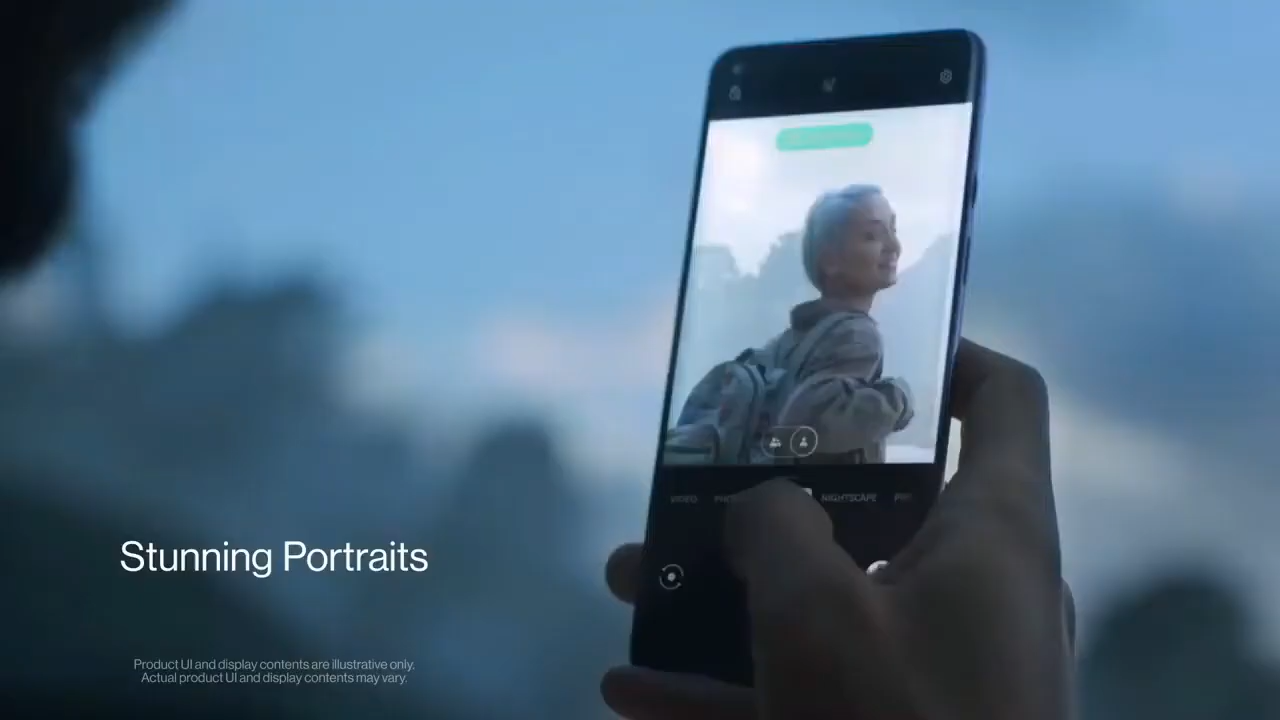 Stunning Portraits
VIDEO
NIGHTSCAPE
Product UI and display contents are illustrative only.
Actual product UI and display contents may vary.